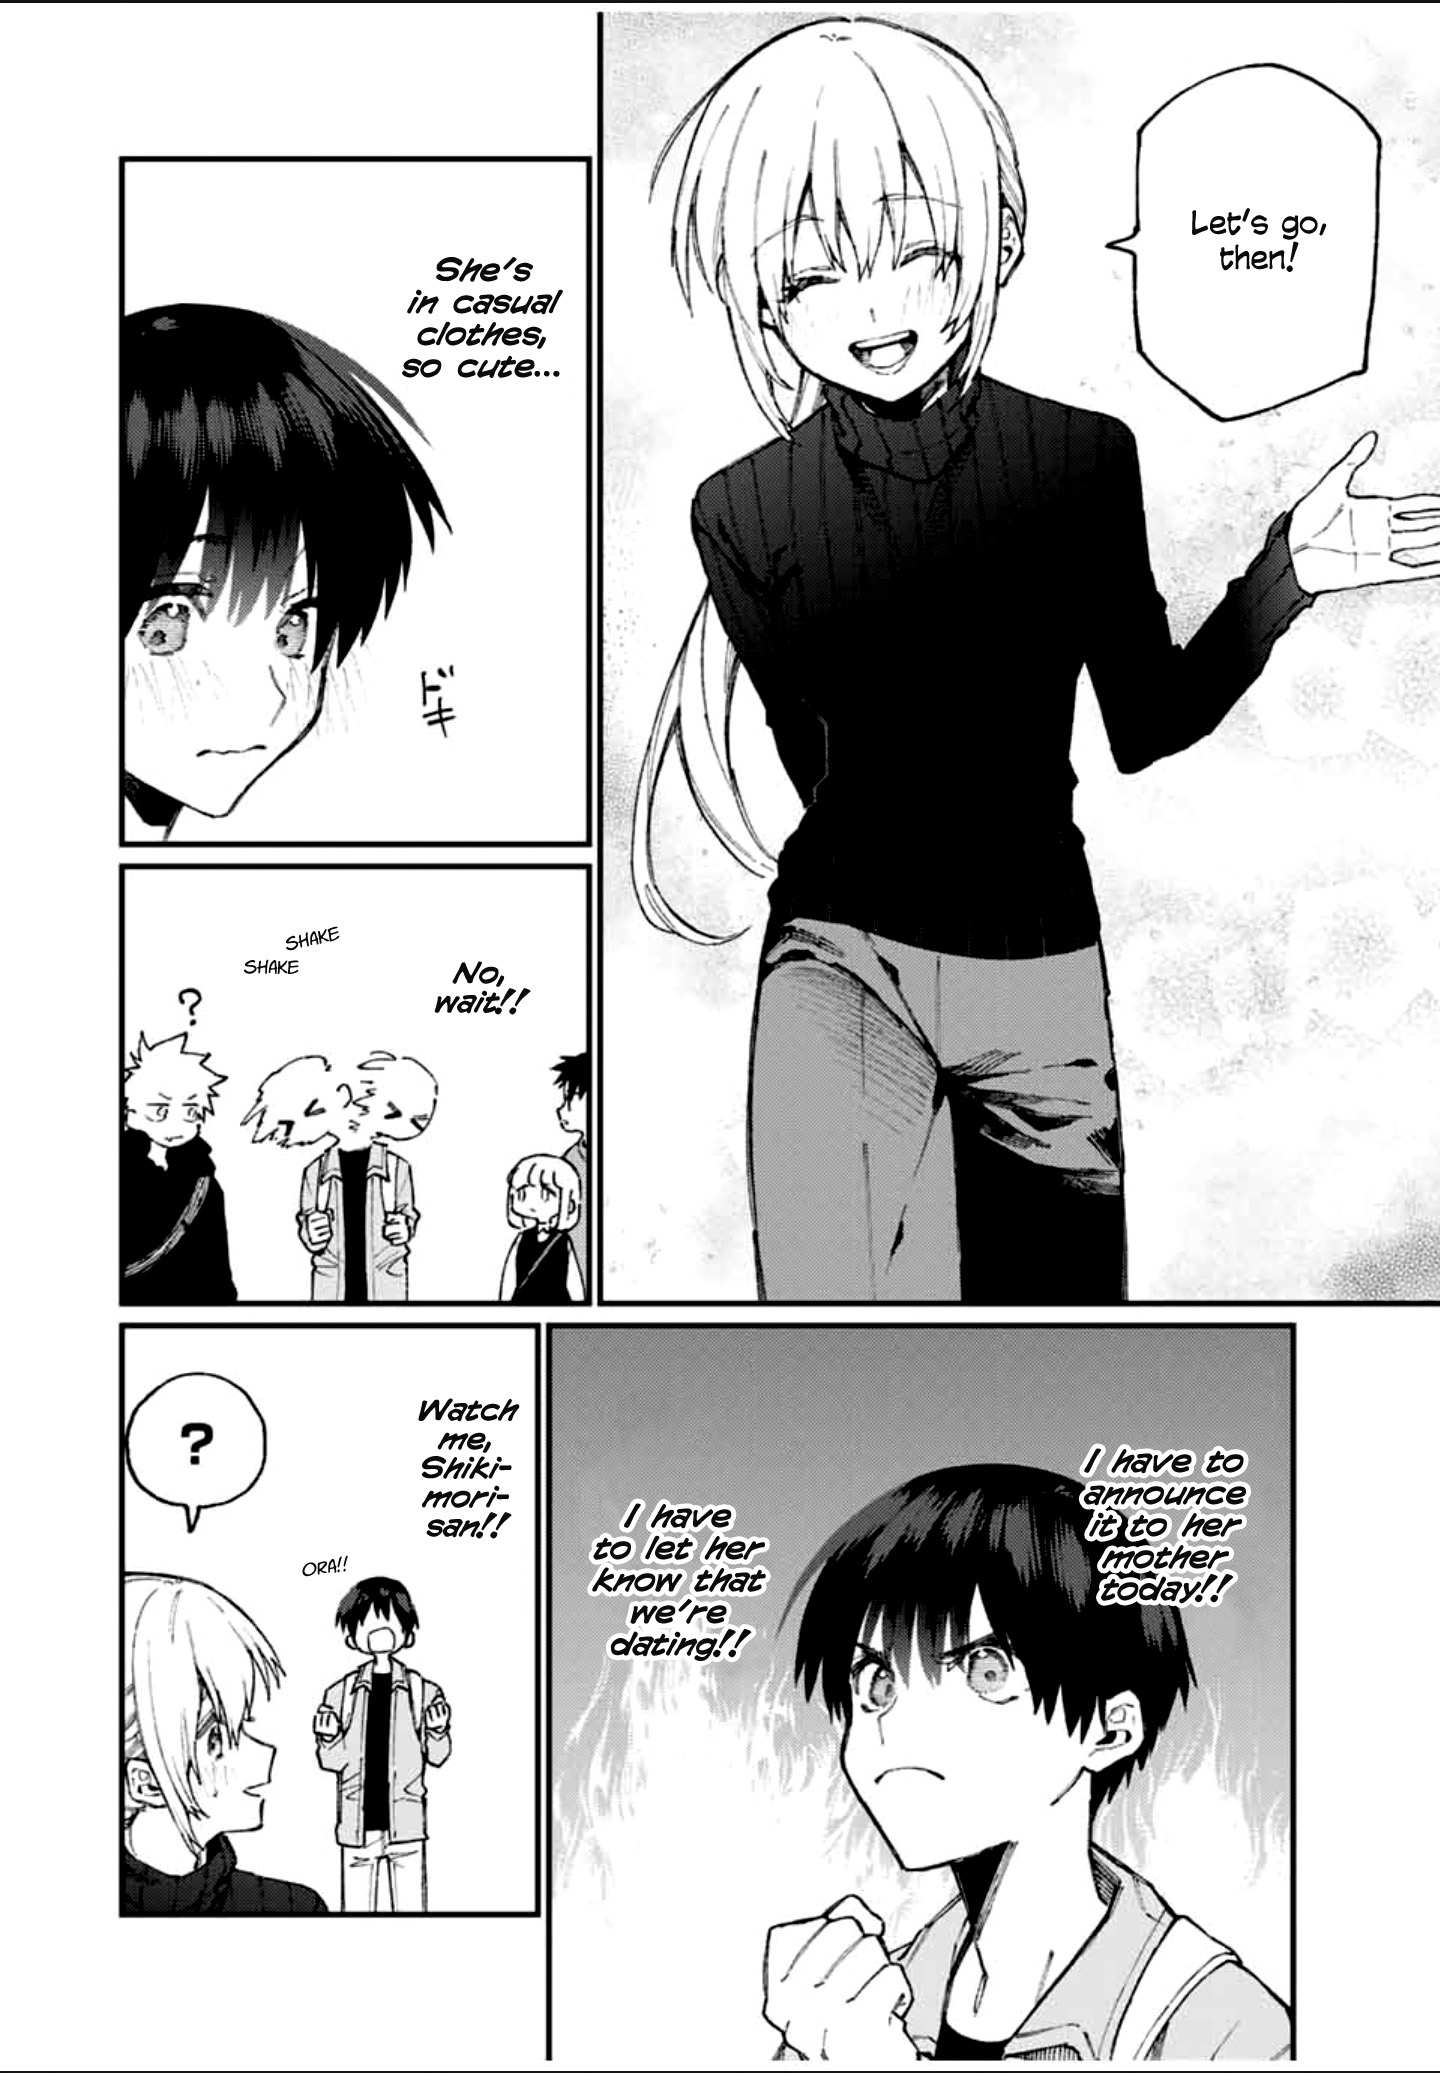 Let's go,
then!
She's
in casual
clothes,
so cute...
ドキ
SHAKE
SHAKE
No,
wait!!
?
I have to
announce
it to her
mother
today!!
I have
to let her
know that
we're
dating!!
Watch
me,
Shiki-
mori-
san!!
ORA!!
?